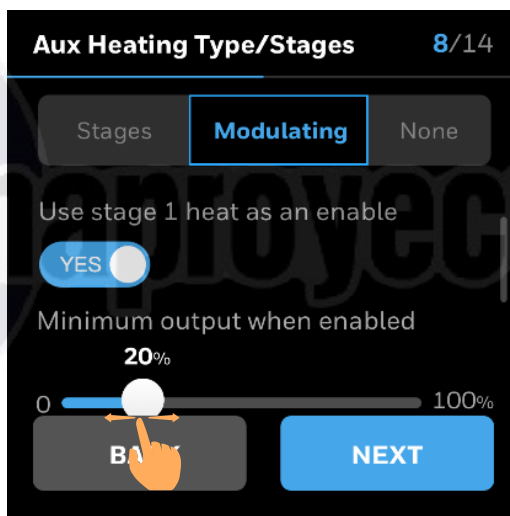 Aux Heating Type/Stages 8/14
Stages Modulating None
Use stage 1 heat as an enable
YES
Minimum output when enabled
20%
0 100%
NEXT